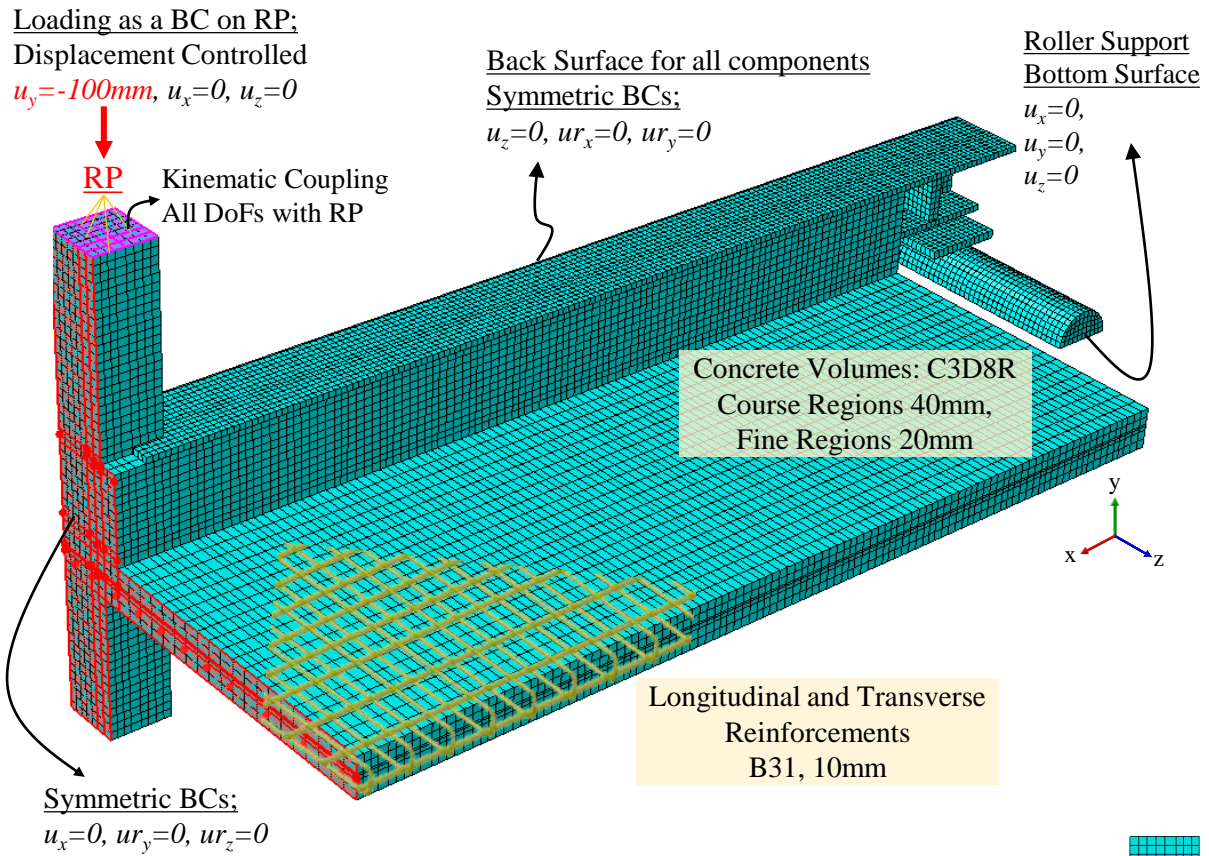 Loading as a BC on RP;
Displacement Controlled
u_y=-100mm, u_x=0, u_z=0
RP
Kinematic Coupling
All DoFs with RP
Back Surface for all components
Symmetric BCs;
u_z=0, ur_x=0, ur_y=0
Roller Support
Bottom Surface
u_x=0,
u_y=0,
u_z=0
Concrete Volumes: C3D8R
Course Regions 40mm,
Fine Regions 20mm
y
x
z
Longitudinal and Transverse
Reinforcements
B31, 10mm
Symmetric BCs;
u_x=0, ur_y=0, ur_z=0